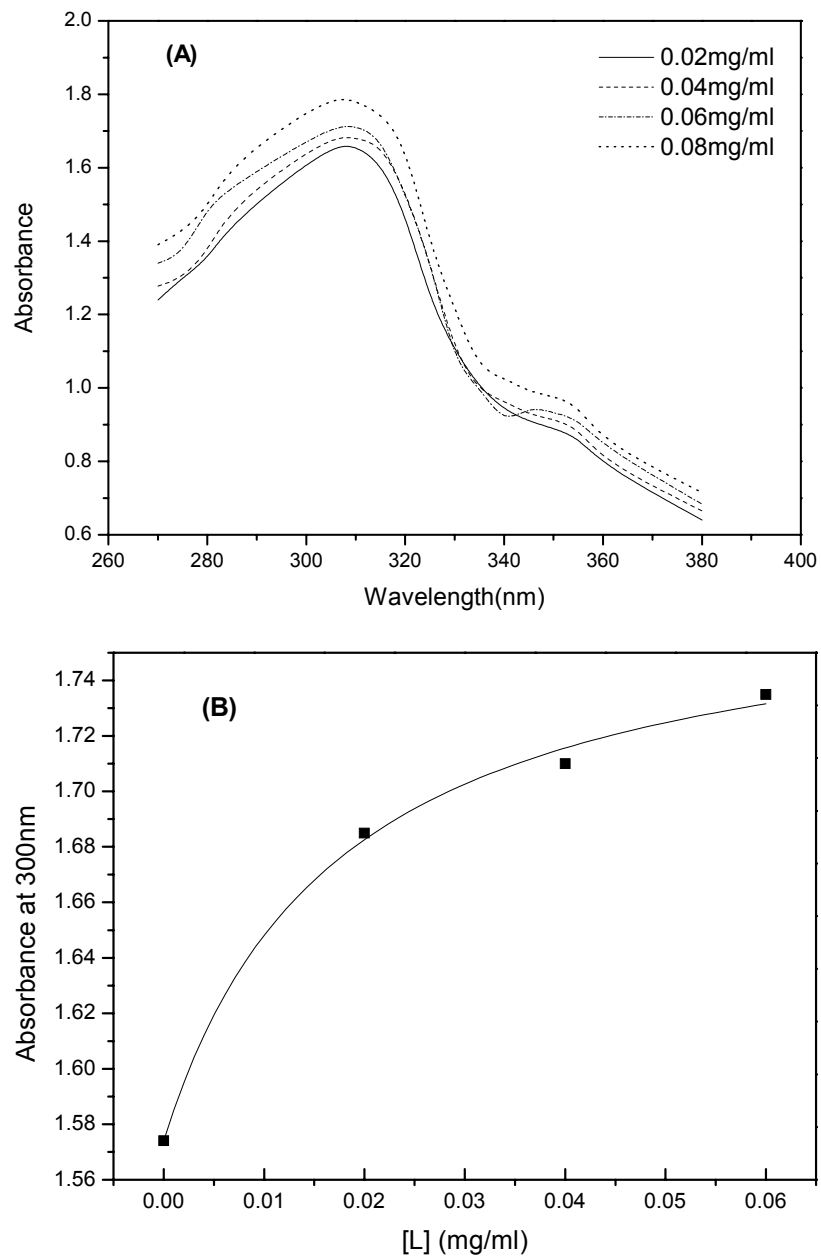 (A)
0.02mg/ml
0.04mg/ml
0.06mg/ml
0.08mg/ml
2.0
1.8
1.6
1.4
1.2
1.0
0.8
0.6
Absorbance
260 280 300 320 340 360 380 400
Wavelength(nm)
(B)
1.74
1.72
1.70
1.68
1.66
1.64
1.62
1.60
1.58
1.56
Absorbance at 300nm
0.00 0.01 0.02 0.03 0.04 0.05 0.06
[L] (mg/ml)